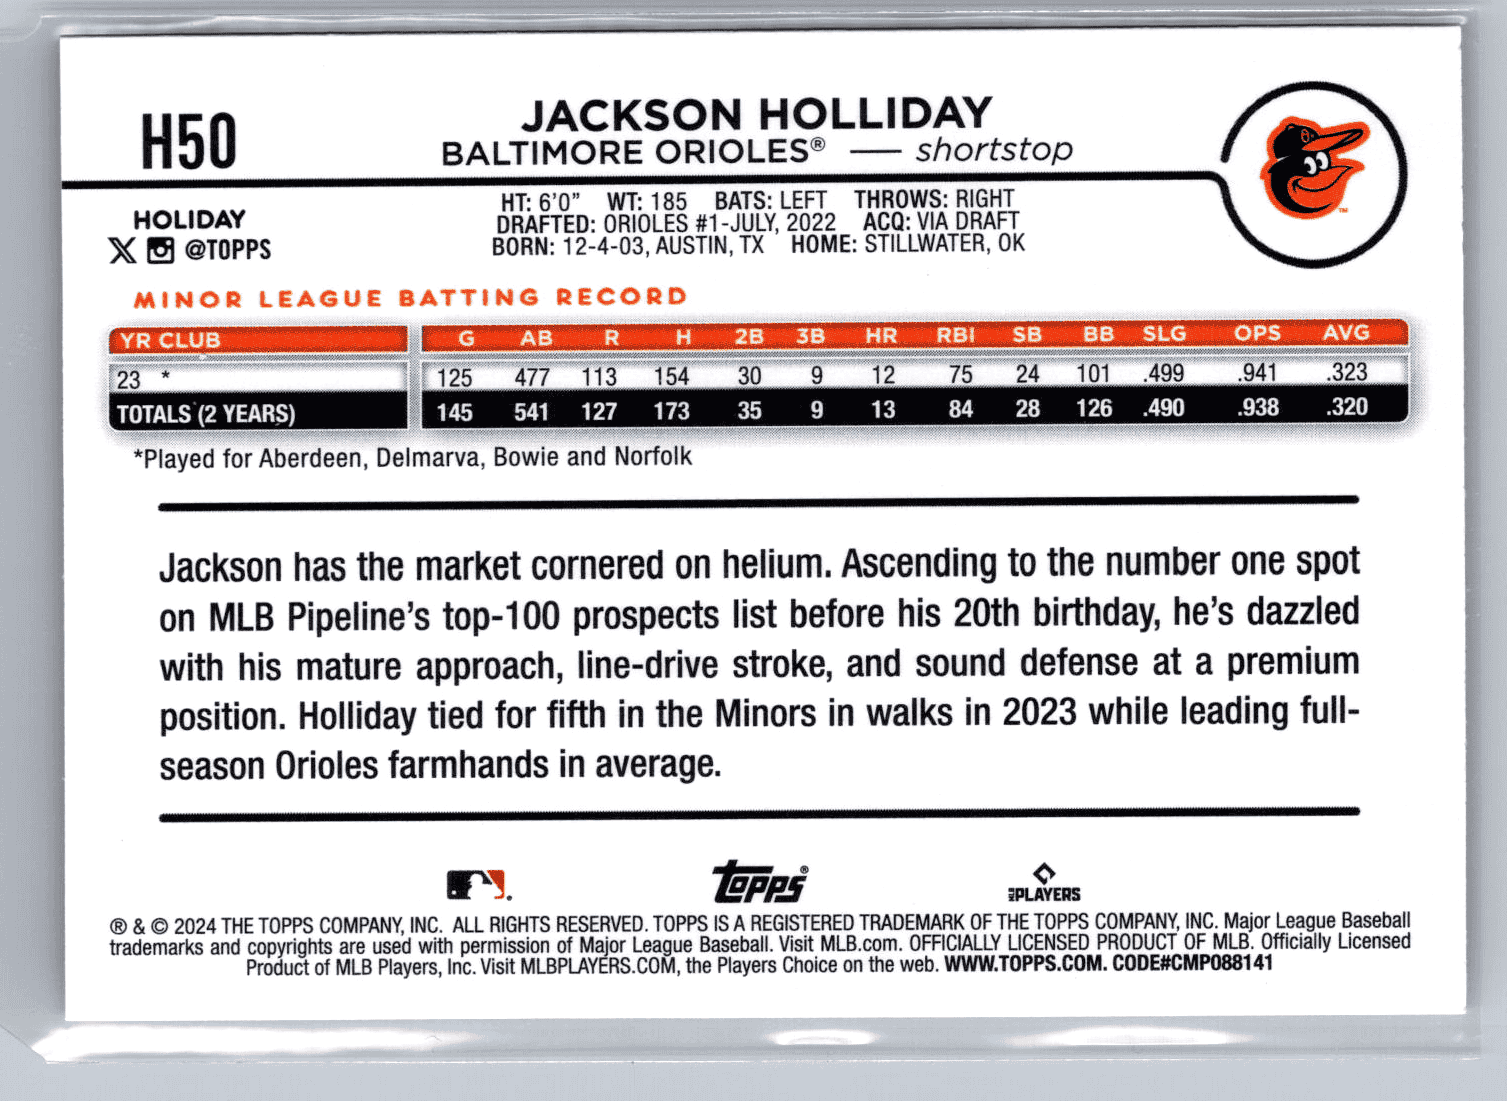 H50
JACKSON HOLLIDAY
BALTIMORE ORIOLES® — shortstop
HOLIDAY
@TOPPS
HT: 6'0" WT: 185 BATS: LEFT THROWS: RIGHT
DRAFTED: ORIOLES #1-JULY, 2022 ACQ: VIA DRAFT
BORN: 12-4-03, AUSTIN, TX HOME: STILLWATER, OK
TM
MINOR LEAGUE BATTING RECORD
YR CLUB G AB R H 2B 3B HR RBI SB BB SLG OPS AVG
23 * 125 477 113 154 30 9 12 75 24 101 .499 .941 .323
TOTALS (2 YEARS) 145 541 127 173 35 9 13 84 28 126 .490 .938 .320
*Played for Aberdeen, Delmarva, Bowie and Norfolk
Jackson has the market cornered on helium. Ascending to the number one spot
on MLB Pipeline's top-100 prospects list before his 20th birthday, he's dazzled
with his mature approach, line-drive stroke, and sound defense at a premium
position. Holliday tied for fifth in the Minors in walks in 2023 while leading full-
season Orioles farmhands in average.
Topps® MLB PLAYERS
® & © 2024 THE TOPPS COMPANY, INC. ALL RIGHTS RESERVED. TOPPS IS A REGISTERED TRADEMARK OF THE TOPPS COMPANY, INC. Major League Baseball
trademarks and copyrights are used with permission of Major League Baseball. Visit MLB.com. OFFICIALLY LICENSED PRODUCT OF MLB. Officially Licensed
Product of MLB Players, Inc. Visit MLBPLAYERS.COM, the Players Choice on the web. WWW.TOPPS.COM. CODE#CMP088141